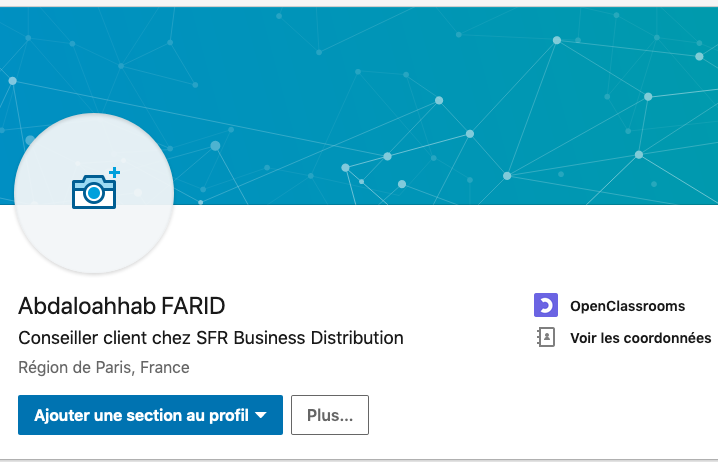 Abdaloahhab FARID
Conseiller client chez SFR Business Distribution
Région de Paris, France
Ajouter une section au profil
Plus...
OpenClassrooms
Voir les coordonnées